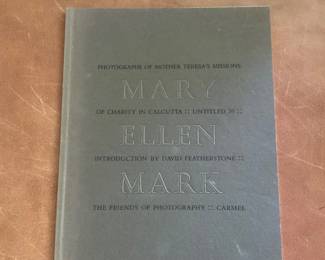 PHOTOGRAPHS OF MOTHER TERESA'S MISSIONS
MARY
OF CHARITY IN CALCUTTA :: UNTITLED 39 ::
ELLEN
INTRODUCTION BY DAVID FEATHERSTONE ::
MARK
THE FRIENDS OF PHOTOGRAPHY :: CARMEL